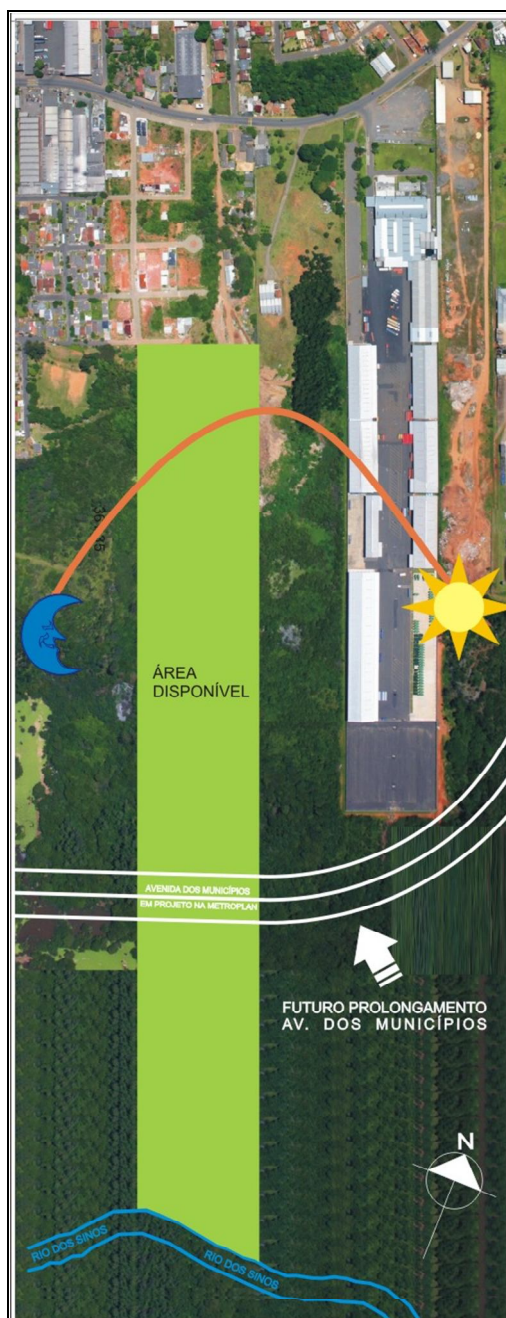 ÁREA
DISPONÍVEL
AVENIDA DOS MUNICÍPIOS
EM PROJETO NA METROPLAN
FUTURO PROLONGAMENTO
AV. DOS MUNICÍPIOS
N
RIO DOS SINOS
RIO DOS SINOS